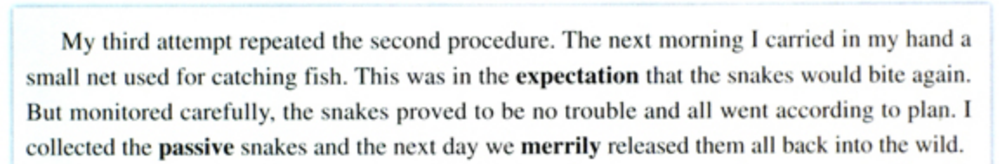 My third attempt repeated the second procedure. The next morning I carried in my hand a
small net used for catching fish. This was in the expectation that the snakes would bite again.
But monitored carefully, the snakes proved to be no trouble and all went according to plan. I
collected the passive snakes and the next day we merrily released them all back into the wild.